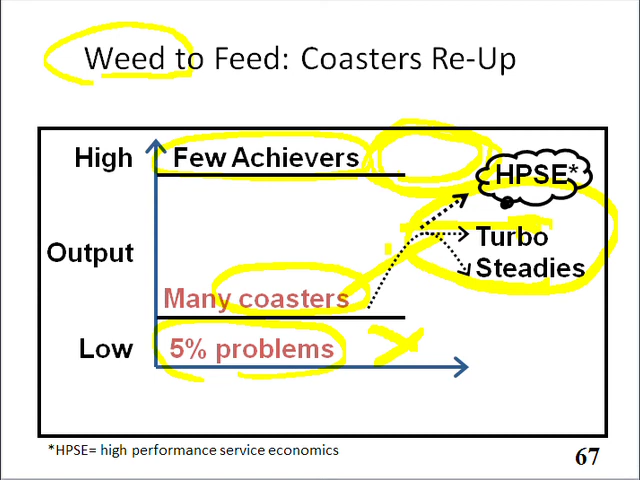 Weed to Feed: Coasters Re-Up
High
Few Achievers
HPSE*
Output
Turbo
Steadies
Many coasters
Low
5% problems
*HPSE= high performance service economics
67